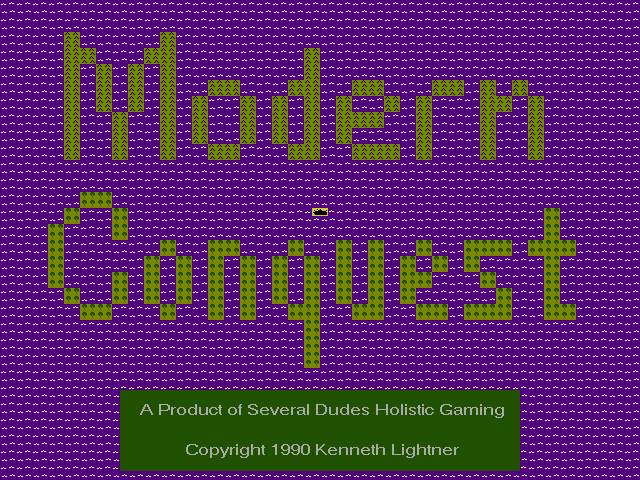 Modern
Conquest
A Product of Several Dudes Holistic Gaming
Copyright 1990 Kenneth Lightner